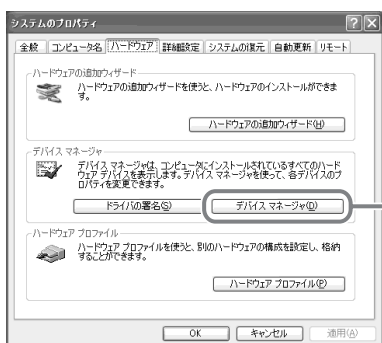 システムのプロパティ
全般 コンピュータ名 ハードウェア 詳細設定 システムの復元 自動更新 リモート
ハードウェアの追加ウィザード
ハードウェアの追加ウィザードを使うと、ハードウェアのインストールができま
す。
ハードウェアの追加ウィザード(H)
デバイス マネージャ
デバイス マネージャは、コンピュータにインストールされているすべてのハード
ウェア デバイスを表示します。デバイス マネージャを使って、各デバイスのプ
ロパティを変更できます。
ドライバの署名(S) デバイス マネージャ(D)
ハードウェア プロファイル
ハードウェア プロファイルを使うと、別のハードウェアの構成を設定し、格納
することができます。
ハードウェア プロファイル(P)
OK キャンセル 適用(A)